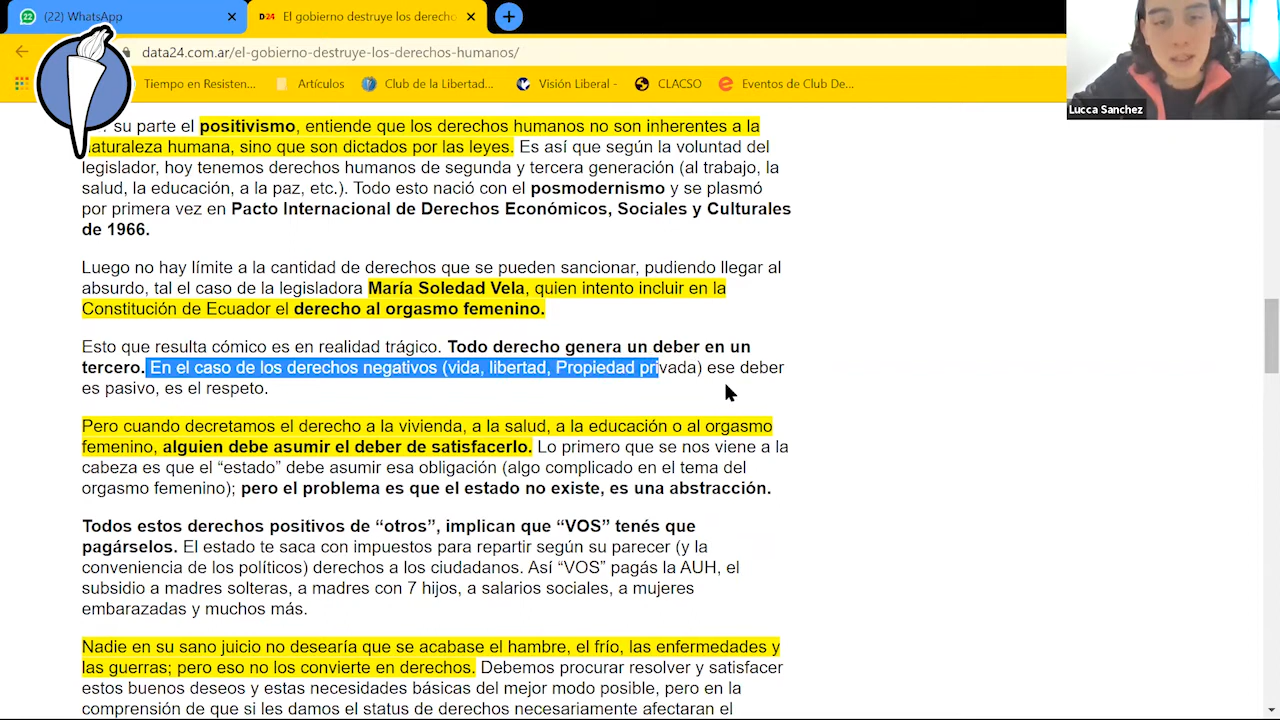 (22) WhatsApp
D24 El gobierno destruye los derecho
data24.com.ar/el-gobierno-destruye-los-derechos-humanos/
Tiempo en Resisten...
Artículos
Club de la Libertad...
Visión Liberal -
CLACSO
Eventos de Club De...
Lucca Sanchez
su parte el positivismo, entiende que los derechos humanos no son inherentes a la
naturaleza humana, sino que son dictados por las leyes. Es así que según la voluntad del
legislador, hoy tenemos derechos humanos de segunda y tercera generación (al trabajo, la
salud, la educación, a la paz, etc.). Todo esto nació con el posmodernismo y se plasmó
por primera vez en Pacto Internacional de Derechos Económicos, Sociales y Culturales
de 1966.
Luego no hay límite a la cantidad de derechos que se pueden sancionar, pudiendo llegar al
absurdo, tal el caso de la legisladora María Soledad Vela, quien intento incluir en la
Constitución de Ecuador el derecho al orgasmo femenino.
Esto que resulta cómico es en realidad trágico. Todo derecho genera un deber en un
tercero. En el caso de los derechos negativos (vida, libertad, Propiedad privada) ese deber
es pasivo, es el respeto.
Pero cuando decretamos el derecho a la vivienda, a la salud, a la educación o al orgasmo
femenino, alguien debe asumir el deber de satisfacerlo. Lo primero que se nos viene a la
cabeza es que el “estado” debe asumir esa obligación (algo complicado en el tema del
orgasmo femenino); pero el problema es que el estado no existe, es una abstracción.
Todos estos derechos positivos de “otros”, implican que “VOS” tenés que
pagárselos. El estado te saca con impuestos para repartir según su parecer (y la
conveniencia de los políticos) derechos a los ciudadanos. Así “VOS” pagás la AUH, el
subsidio a madres solteras, a madres con 7 hijos, a salarios sociales, a mujeres
embarazadas y muchos más.
Nadie en su sano juicio no desearía que se acabase el hambre, el frío, las enfermedades y
las guerras; pero eso no los convierte en derechos. Debemos procurar resolver y satisfacer
estos buenos deseos y estas necesidades básicas del mejor modo posible, pero en la
comprensión de que si les damos el status de derechos necesariamente afectaran el